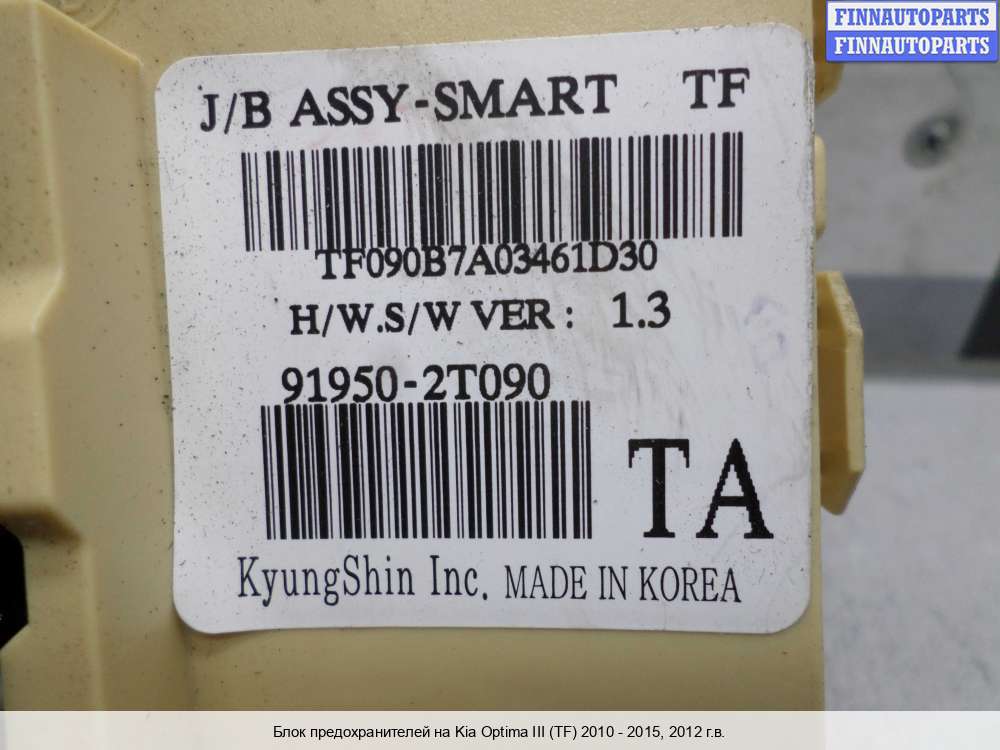 FINNAUTOPARTS
FINNAUTOPARTS
J/B ASSY-SMART TF
TF090B7A03461D30
H/W.S/W VER : 1.3
91950-2T090
TA
KyungShin Inc. MADE IN KOREA
Блок предохранителей на Kia Optima III (TF) 2010 - 2015, 2012 г.в.